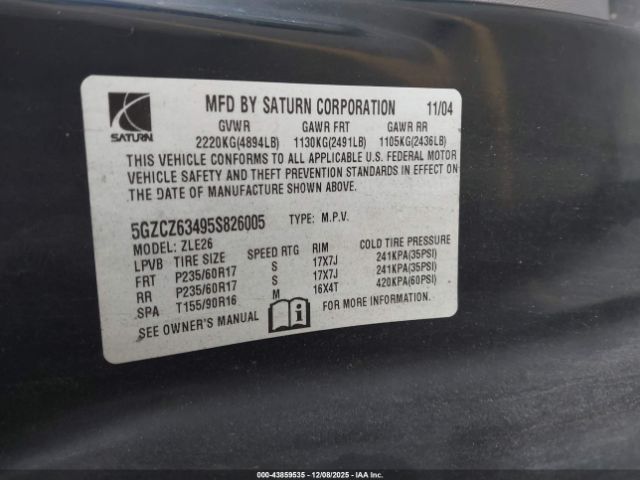 MFD BY SATURN CORPORATION 11/04
GVWR GAWR FRT GAWR RR
2220KG(4894LB) 1130KG(2491LB) 1105KG(2436LB)
THIS VEHICLE CONFORMS TO ALL APPLICABLE U.S. FEDERAL MOTOR
VEHICLE SAFETY AND THEFT PREVENTION STANDARDS IN EFFECT ON
THE DATE OF MANUFACTURE SHOWN ABOVE.
SATURN
5GZCZ63495S826005 TYPE: M.P.V.
MODEL: ZLE26
LPVB TIRE SIZE SPEED RTG RIM COLD TIRE PRESSURE
FRT P235/60R17 S 17X7J 241KPA(35PSI)
RR P235/60R17 S 17X7J 241KPA(35PSI)
SPA T155/90R16 M 16X4T 420KPA(60PSI)
SEE OWNER'S MANUAL FOR MORE INFORMATION.
000-43859535 - 12/08/2025 - IAA Inc.